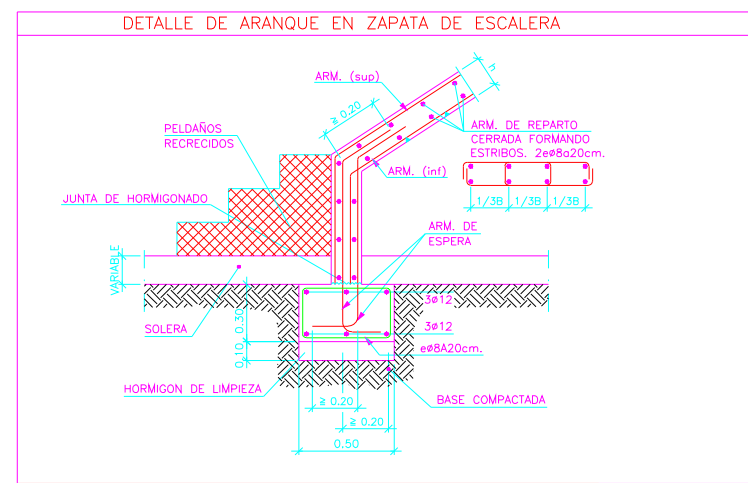 DETALLE DE ARANQUE EN ZAPATA DE ESCALERA
ARM. (sup)
h
≥ 0.20
PELDAÑOS
RECRECIDOS
ARM. DE REPARTO
CERRADA FORMANDO
ESTRIBOS. 2eø8a20cm.
ARM. (inf)
JUNTA DE HORMIGONADO
1/3B 1/3B 1/3B
ARM. DE
ESPERA
VARIABLE
3ø12
SOLERA
0.30
3ø12
0.10
eø8A20cm.
HORMIGON DE LIMPIEZA
≥ 0.20
BASE COMPACTADA
≥ 0.20
0.50